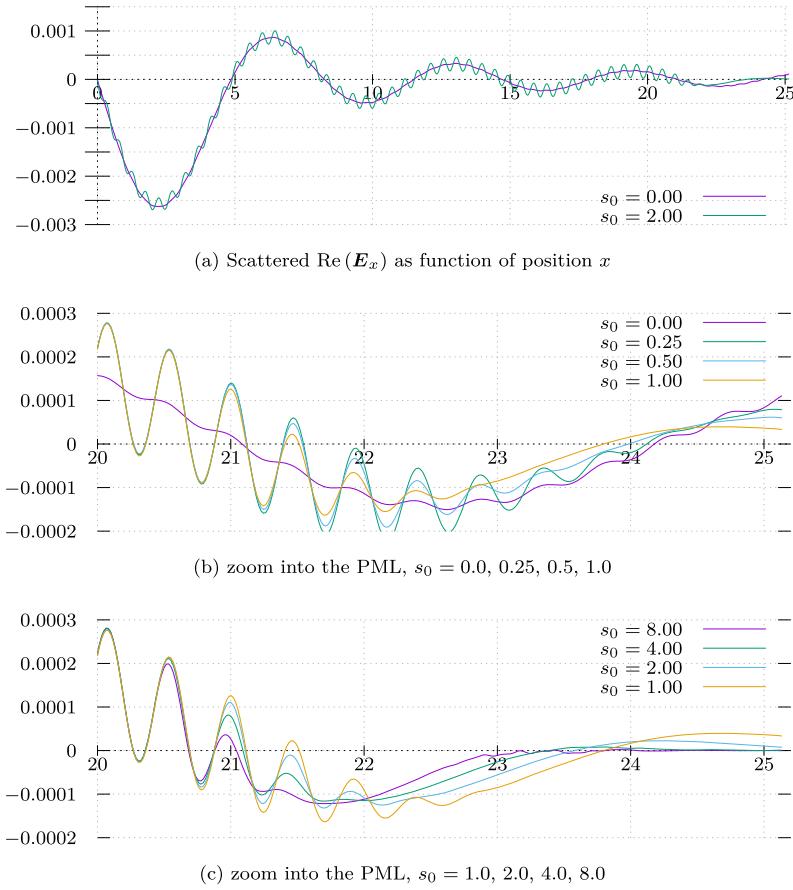 0.001
0
−0.001
−0.002
−0.003
0 5 10 15 20 25
s₀ = 0.00
s₀ = 2.00
(a) Scattered Re (Eₓ) as function of position x
0.0003
0.0002
0.0001
0
−0.0001
−0.0002
20 21 22 23 24 25
s₀ = 0.00
s₀ = 0.25
s₀ = 0.50
s₀ = 1.00
(b) zoom into the PML, s₀ = 0.0, 0.25, 0.5, 1.0
0.0003
0.0002
0.0001
0
−0.0001
−0.0002
20 21 22 23 24 25
s₀ = 8.00
s₀ = 4.00
s₀ = 2.00
s₀ = 1.00
(c) zoom into the PML, s₀ = 1.0, 2.0, 4.0, 8.0